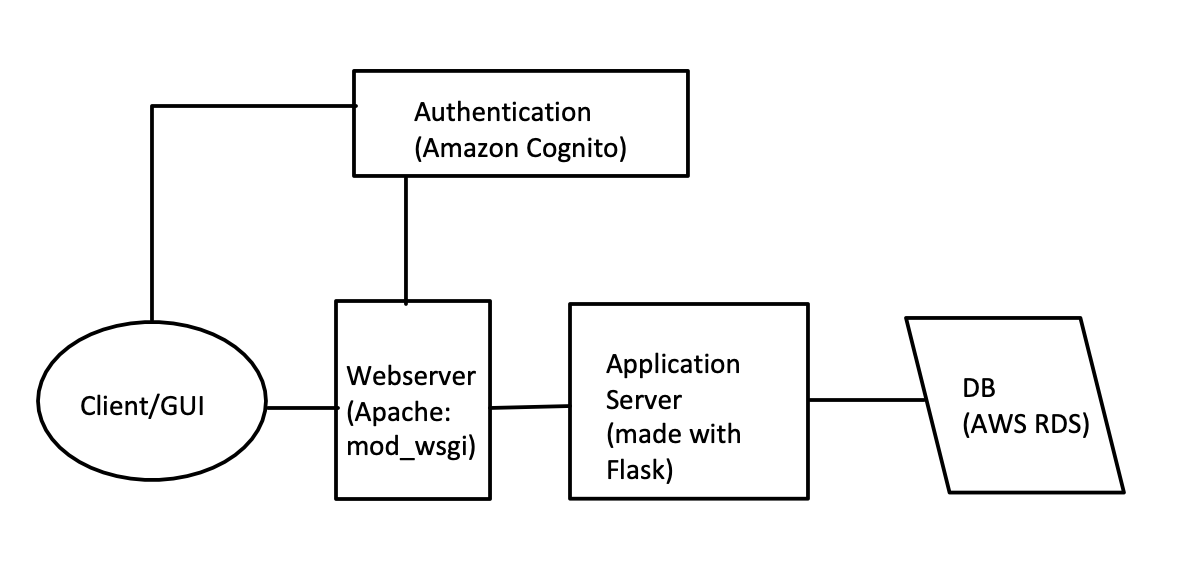 Authentication
(Amazon Cognito)
Client/GUI
Webserver
(Apache:
mod_wsgi)
Application
Server
(made with
Flask)
DB
(AWS RDS)